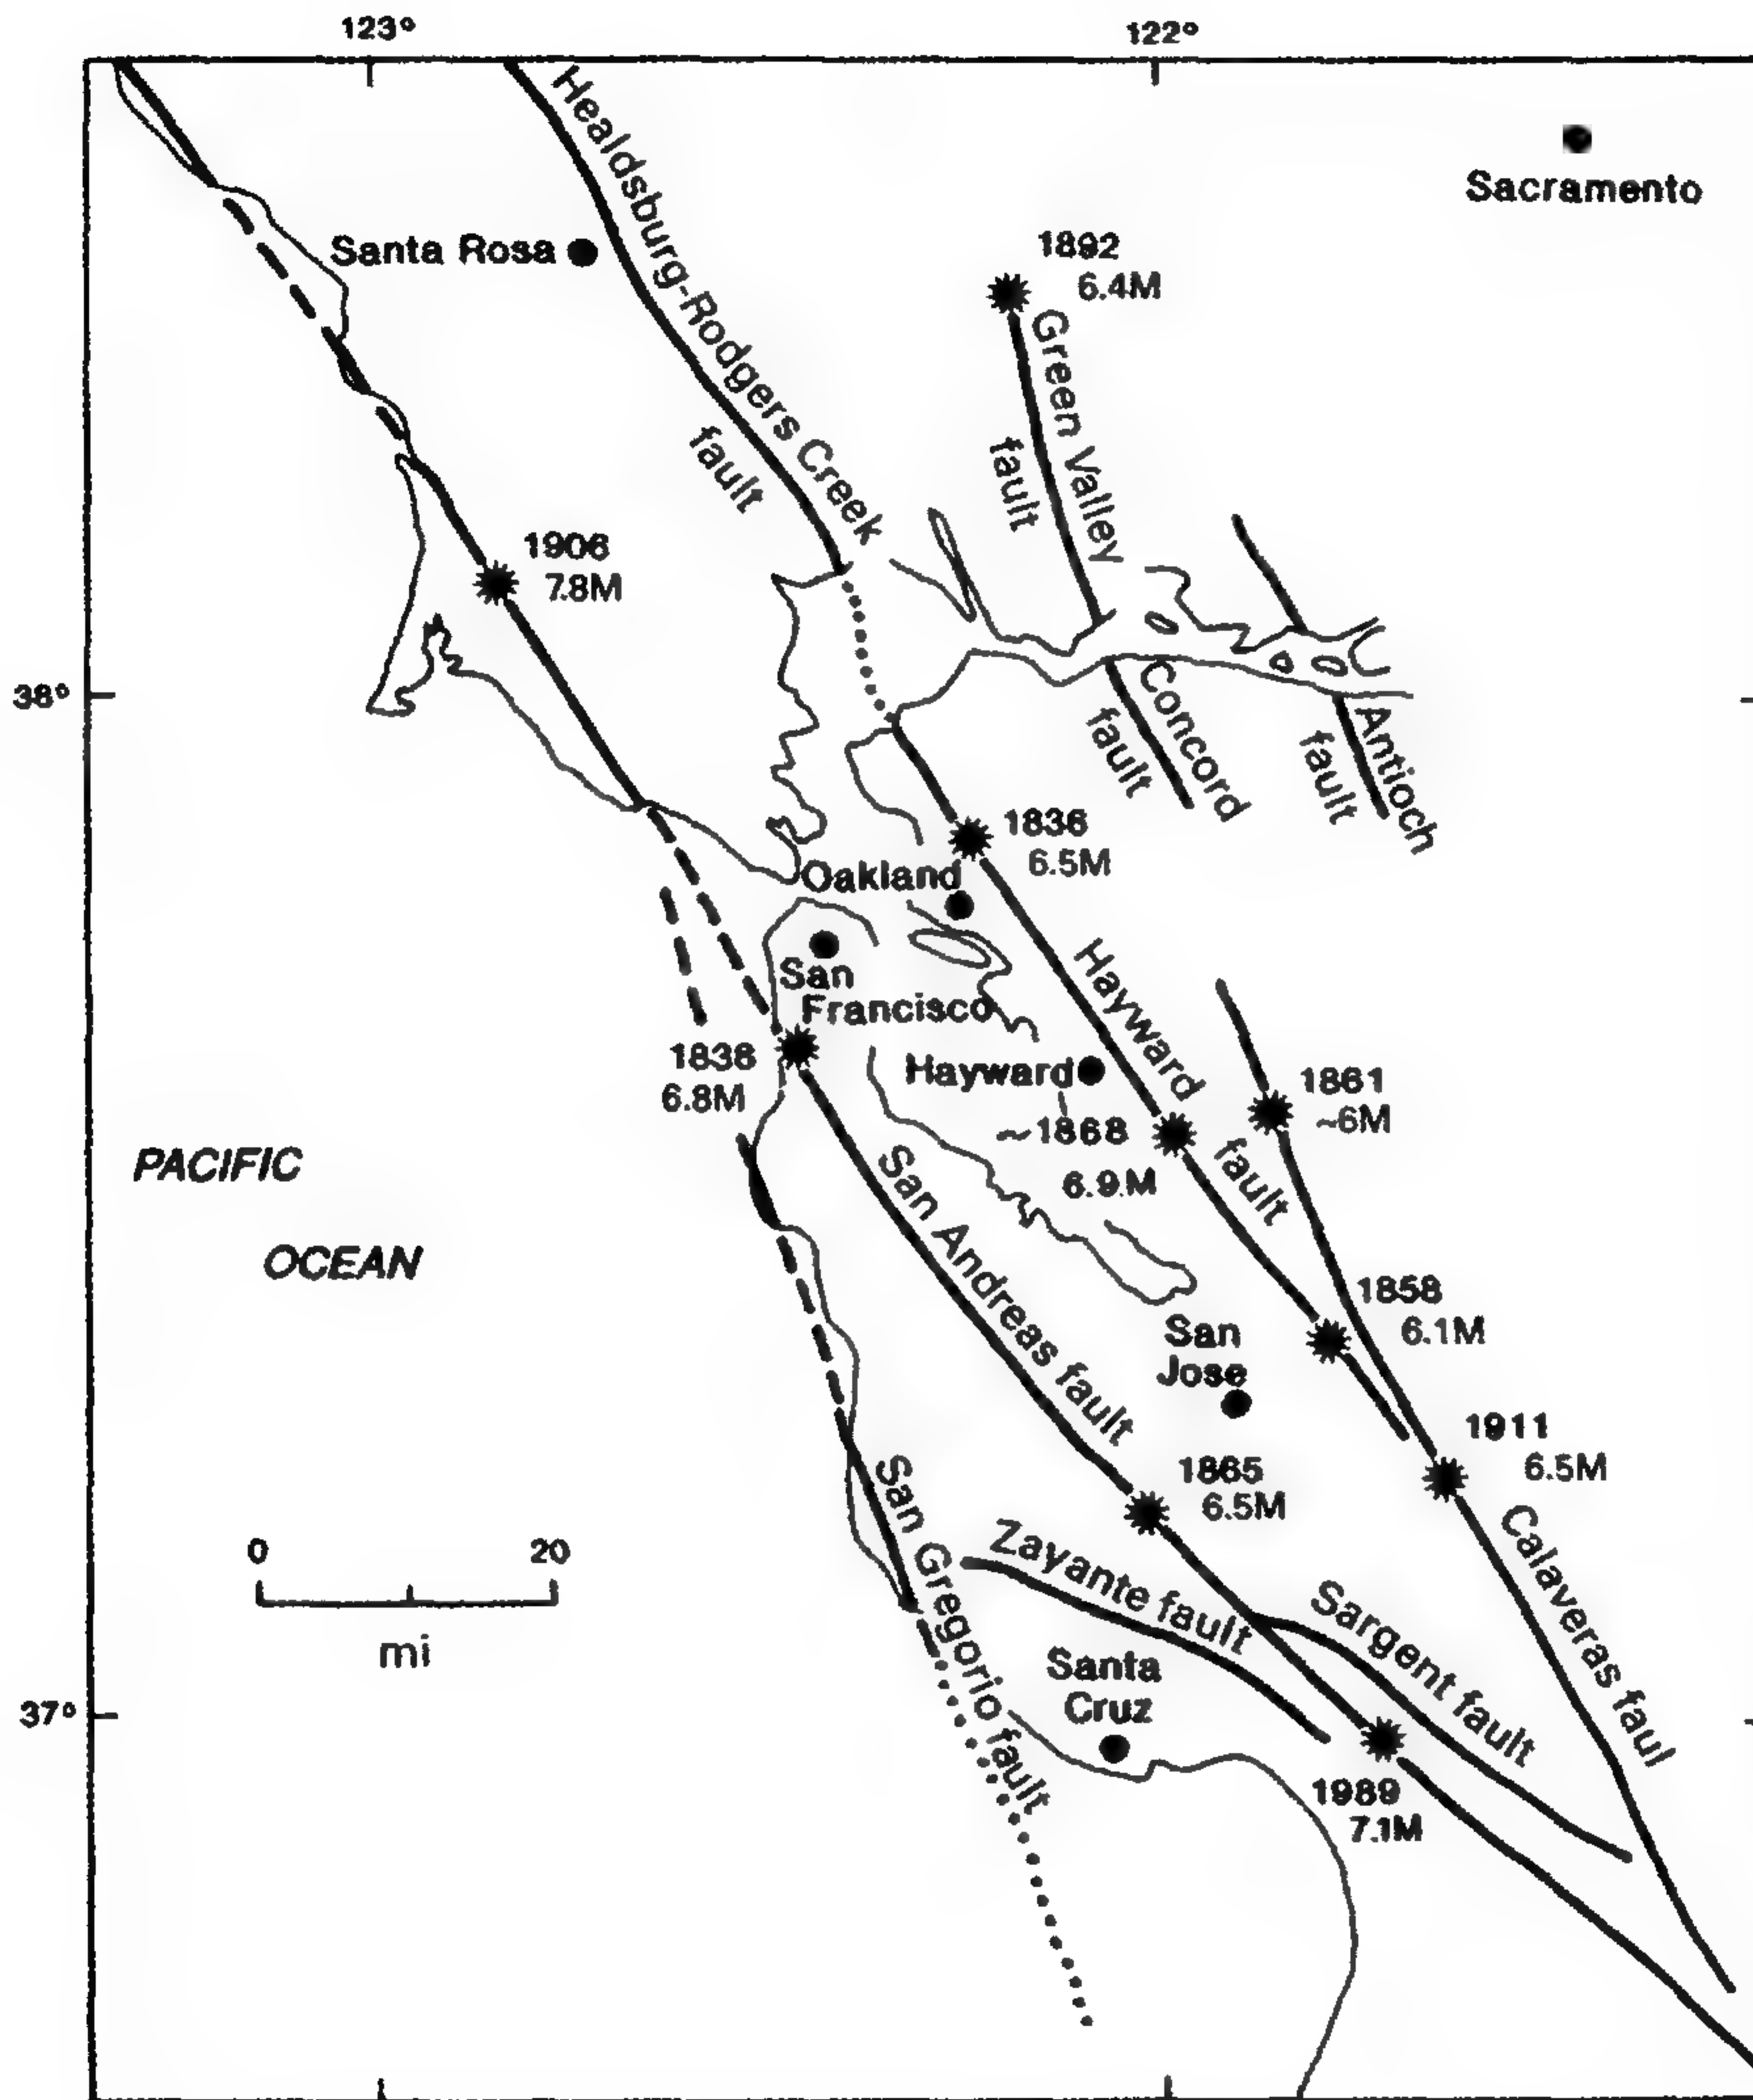 123°
122°
Sacramento
Healdsburg-Rodgers Creek
fault
Santa Rosa
1892
6.4M
Green Valley
fault
1906
7.8M
38°
Concord
fault
Antioch
fault
1836
6.5M
Oakland
San
Francisco
Hayward
fault
1838
6.8M
Hayward
~1868
6.9.M
1861
~6M
PACIFIC
OCEAN
San Andreas fault
1858
6.1M
San
Jose
1911
6.5M
1865
6.5M
Calaveras faul
San Gregorio fault
Zayante fault
Sargent fault
0
20
mi
Santa
Cruz
37°
1989
7.1M